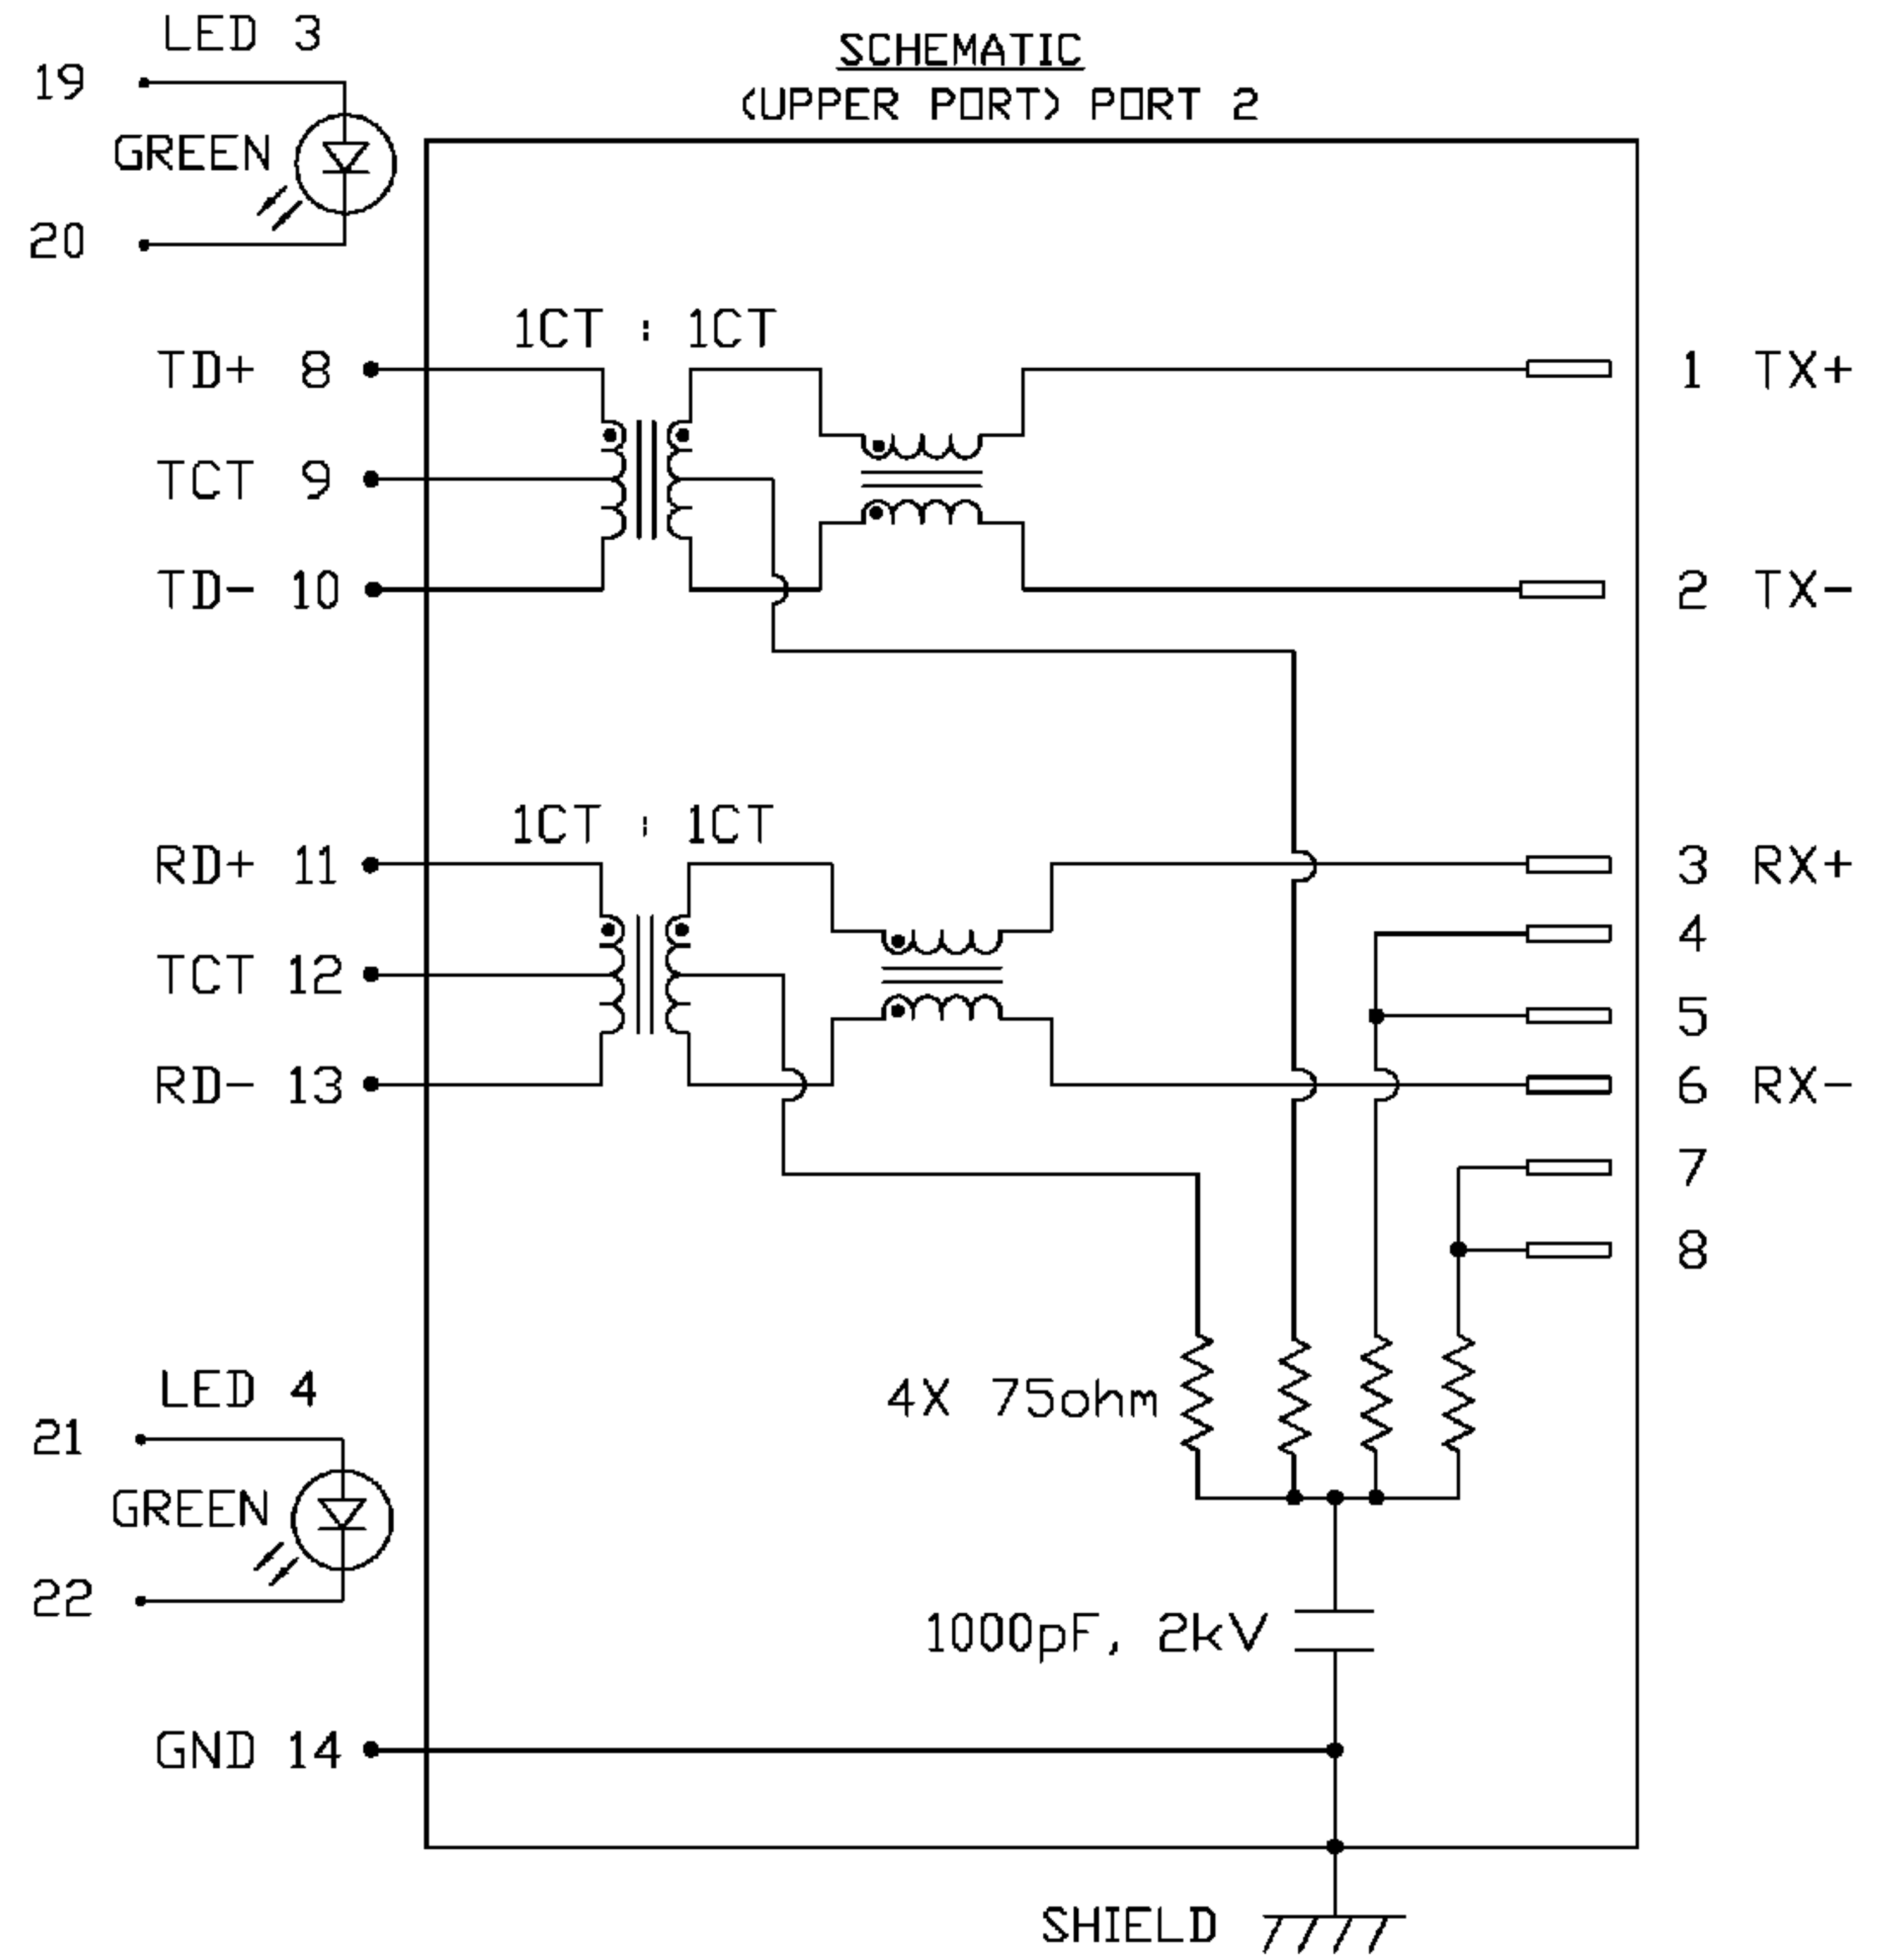 LED 3
SCHEMATIC
19
(UPPER PORT) PORT 2
GREEN
20
1CT : 1CT
TD+ 8
1 TX+
TCT 9
TD- 10
2 TX-
1CT : 1CT
RD+ 11
3 RX+
4
TCT 12
5
RD- 13
6 RX-
7
8
LED 4
4X 75ohm
21
GREEN
22
1000pF, 2kV
GND 14
SHIELD